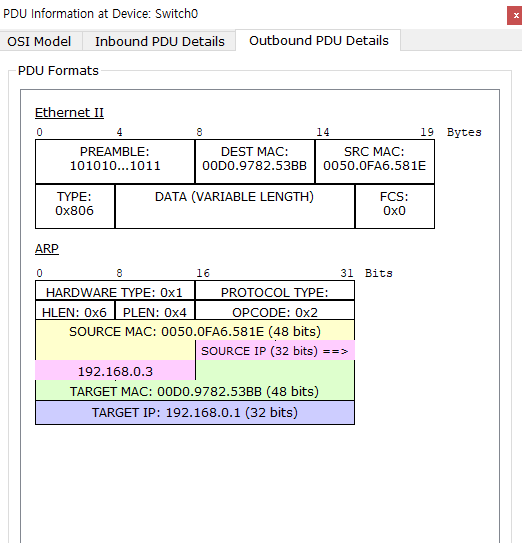 PDU Information at Device: Switch0
x
OSI Model Inbound PDU Details Outbound PDU Details
PDU Formats
Ethernet II
0 4 8 14 19 Bytes
PREAMBLE: DEST MAC: SRC MAC:
101010...1011 00D0.9782.53BB 0050.0FA6.581E
TYPE: DATA (VARIABLE LENGTH) FCS:
0x806 0x0
ARP
0 8 16 31 Bits
HARDWARE TYPE: 0x1 PROTOCOL TYPE:
HLEN: 0x6 PLEN: 0x4 OPCODE: 0x2
SOURCE MAC: 0050.0FA6.581E (48 bits)
SOURCE IP (32 bits) ==>
192.168.0.3
TARGET MAC: 00D0.9782.53BB (48 bits)
TARGET IP: 192.168.0.1 (32 bits)